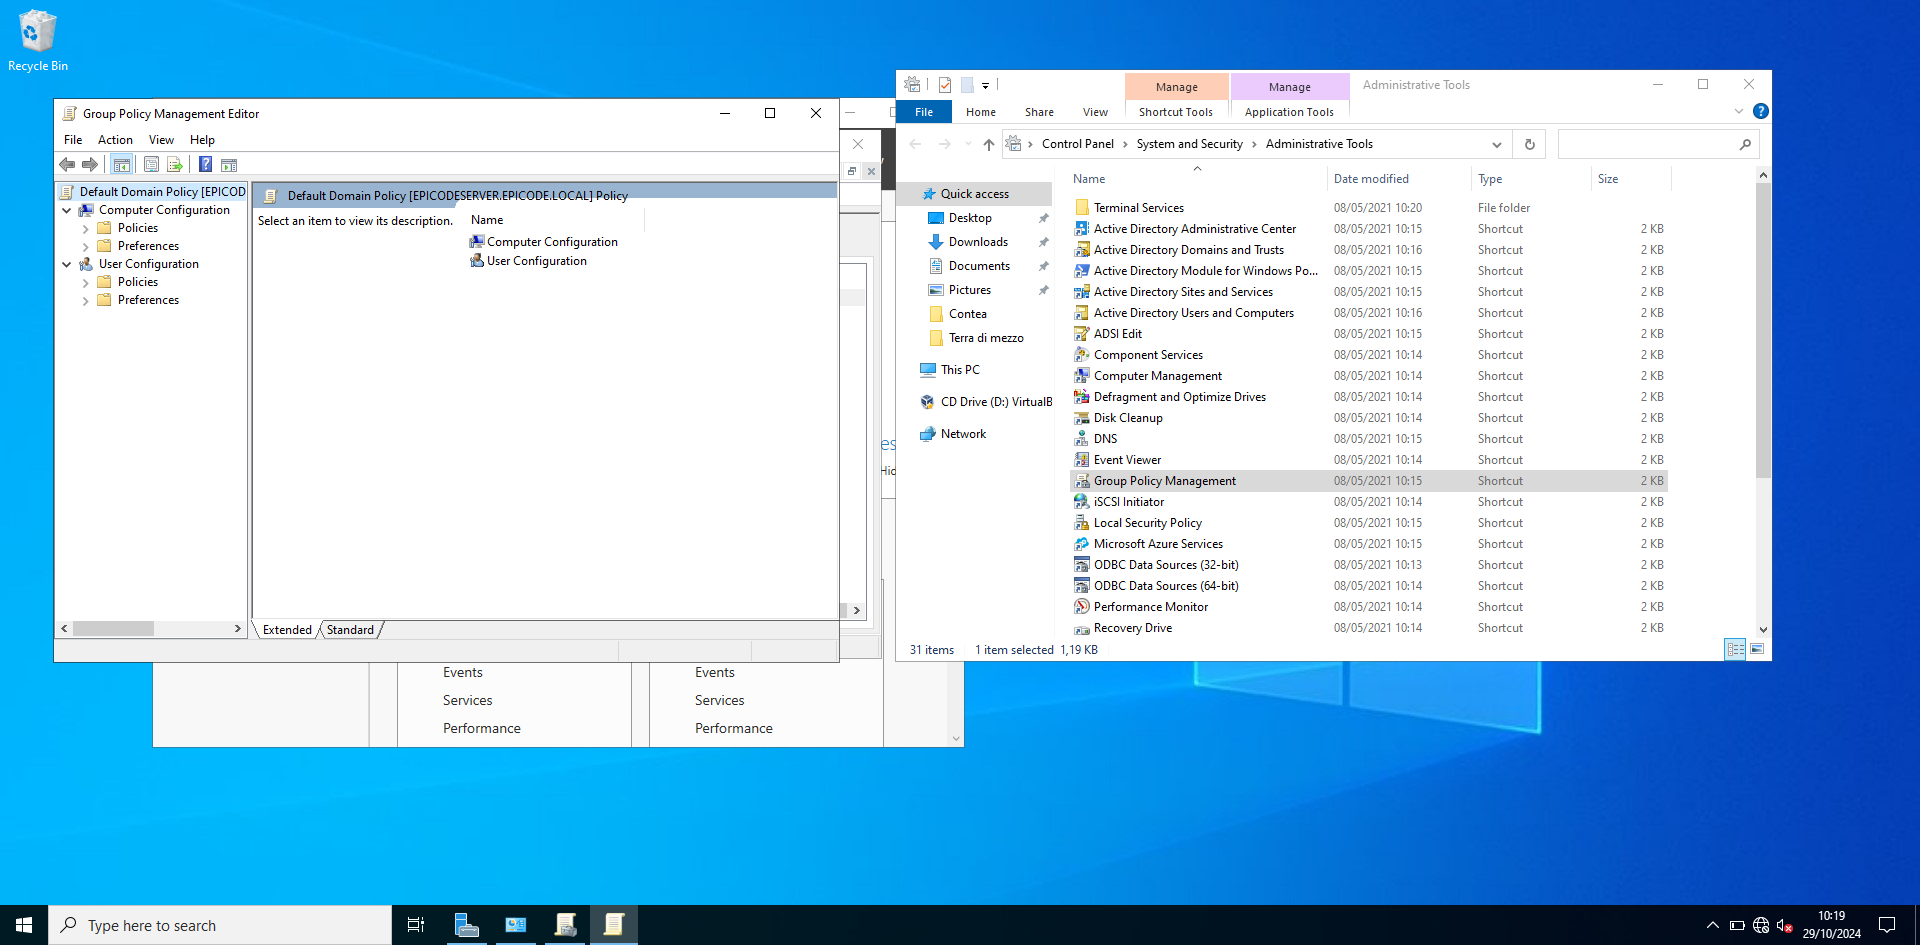 Recycle Bin
Group Policy Management Editor
File Action View Help
Default Domain Policy [EPICOD
Computer Configuration
Policies
Preferences
User Configuration
Policies
Preferences
Default Domain Policy [EPICODESERVER.EPICODE.LOCAL] Policy
Select an item to view its description.
Name
Computer Configuration
User Configuration
Extended Standard
Events
Services
Performance
Events
Services
Performance
es
Hid
Manage Manage Administrative Tools
File Home Share View Shortcut Tools Application Tools
Control Panel System and Security Administrative Tools
Quick access
Desktop
Downloads
Documents
Pictures
Contea
Terra di mezzo
This PC
CD Drive (D:) VirtualB
Network
Name Date modified Type Size
Terminal Services 08/05/2021 10:20 File folder
Active Directory Administrative Center 08/05/2021 10:15 Shortcut 2 KB
Active Directory Domains and Trusts 08/05/2021 10:16 Shortcut 2 KB
Active Directory Module for Windows Po... 08/05/2021 10:15 Shortcut 2 KB
Active Directory Sites and Services 08/05/2021 10:15 Shortcut 2 KB
Active Directory Users and Computers 08/05/2021 10:16 Shortcut 2 KB
ADSI Edit 08/05/2021 10:15 Shortcut 2 KB
Component Services 08/05/2021 10:14 Shortcut 2 KB
Computer Management 08/05/2021 10:14 Shortcut 2 KB
Defragment and Optimize Drives 08/05/2021 10:14 Shortcut 2 KB
Disk Cleanup 08/05/2021 10:14 Shortcut 2 KB
DNS 08/05/2021 10:15 Shortcut 2 KB
Event Viewer 08/05/2021 10:14 Shortcut 2 KB
Group Policy Management 08/05/2021 10:15 Shortcut 2 KB
iSCSI Initiator 08/05/2021 10:14 Shortcut 2 KB
Local Security Policy 08/05/2021 10:15 Shortcut 2 KB
Microsoft Azure Services 08/05/2021 10:15 Shortcut 2 KB
ODBC Data Sources (32-bit) 08/05/2021 10:13 Shortcut 2 KB
ODBC Data Sources (64-bit) 08/05/2021 10:14 Shortcut 2 KB
Performance Monitor 08/05/2021 10:14 Shortcut 2 KB
Recovery Drive 08/05/2021 10:14 Shortcut 2 KB
31 items 1 item selected 1,19 KB
Type here to search
10:19
29/10/2024